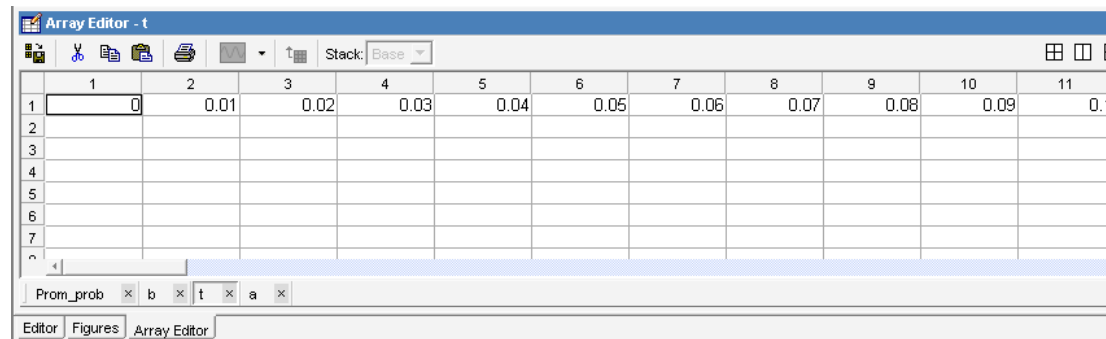 Array Editor - t
Stack: Base
1 2 3 4 5 6 7 8 9 10 11
1 0 0.01 0.02 0.03 0.04 0.05 0.06 0.07 0.08 0.09
2
3
4
5
6
7
Prom_prob × b × t × a ×
Editor Figures Array Editor